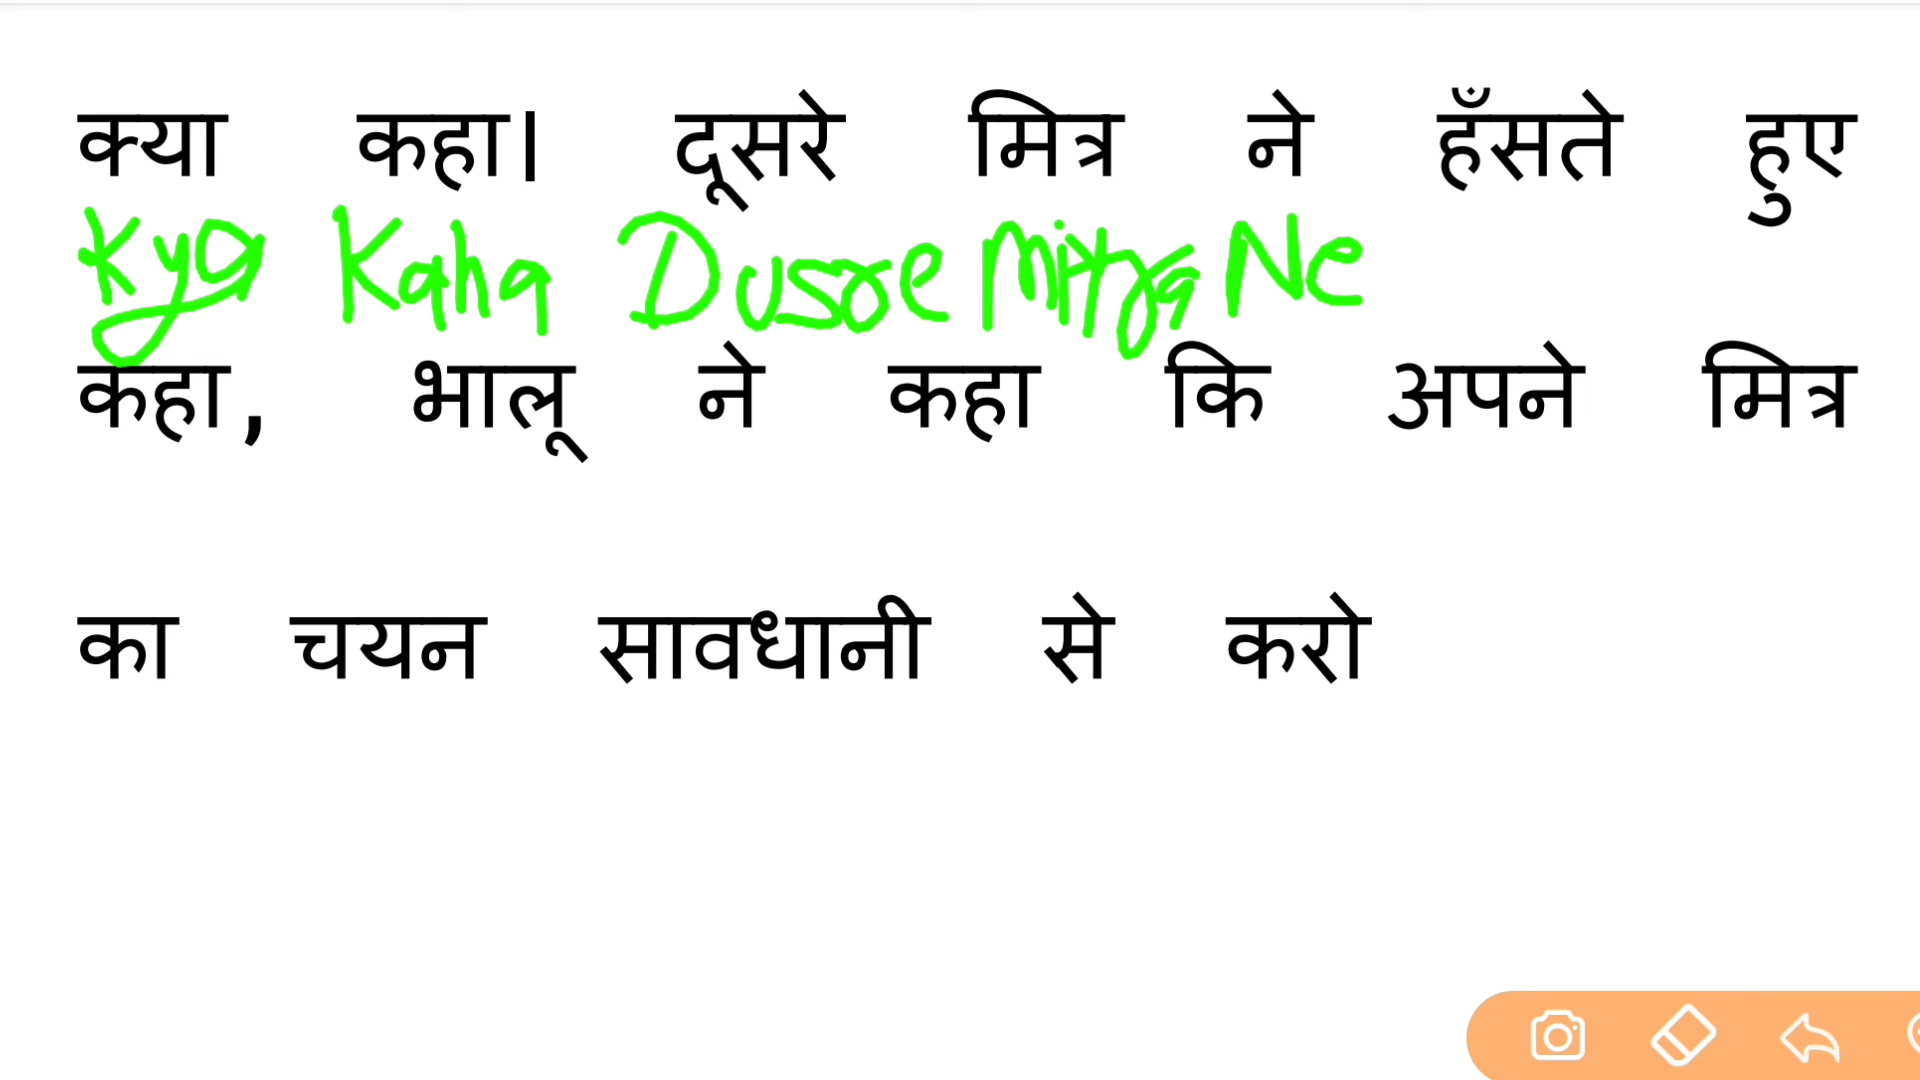 क्या कहा। दूसरे मित्र ने हँसते हुए
Kya Kaha Dusre Mitra Ne
कहा, भालू ने कहा कि अपने मित्र
का चयन सावधानी से करो